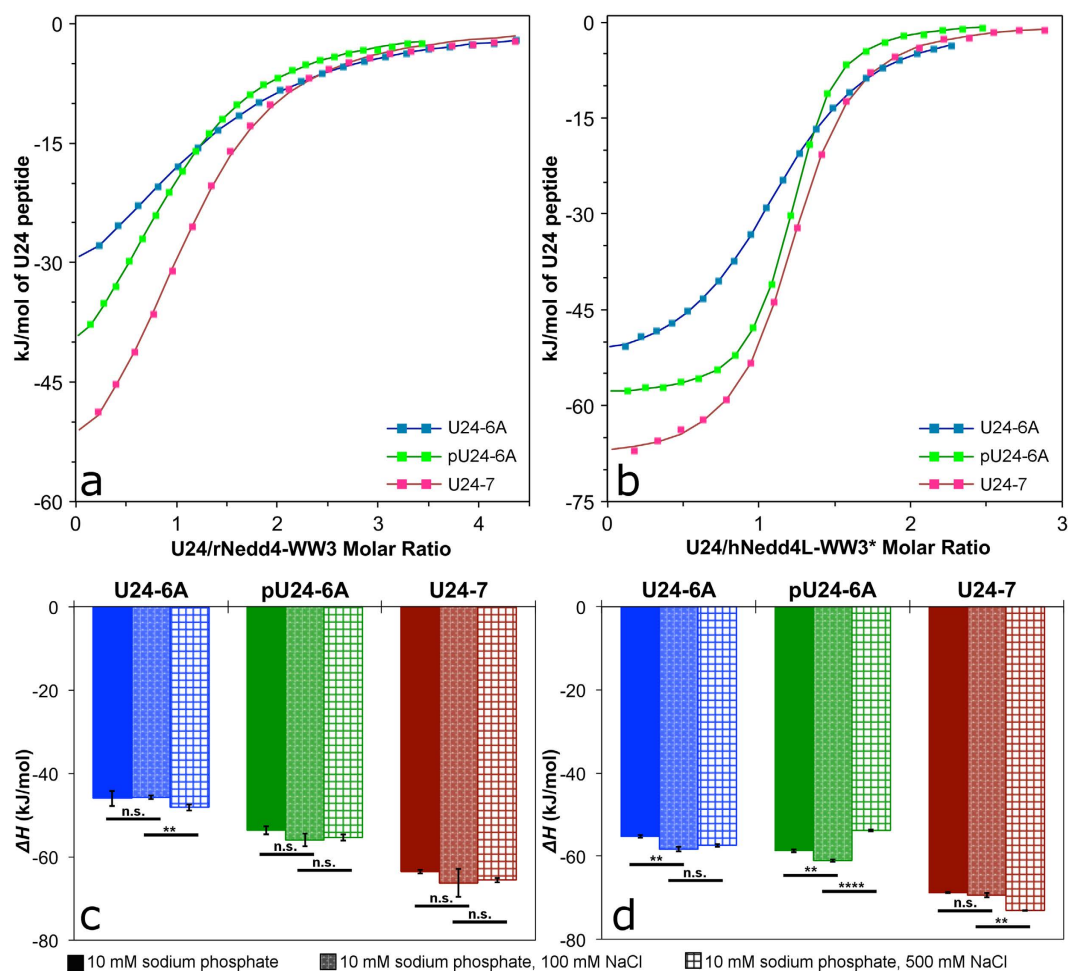 0
-15
-30
-45
-60
kJ/mol of U24 peptide
0 1 2 3 4
U24/rNedd4-WW3 Molar Ratio
U24-6A
pU24-6A
U24-7
a
0
-15
-30
-45
-60
-75
kJ/mol of U24 peptide
0 1 2 3
U24/hNedd4L-WW3* Molar Ratio
U24-6A
pU24-6A
U24-7
b
U24-6A pU24-6A U24-7
0
-20
-40
-60
-80
ΔH (kJ/mol)
n.s.
**
n.s.
n.s.
n.s.
n.s.
c
U24-6A pU24-6A U24-7
0
-20
-40
-60
-80
ΔH (kJ/mol)
**
n.s.
**
****
n.s.
**
d
10 mM sodium phosphate 10 mM sodium phosphate, 100 mM NaCl 10 mM sodium phosphate, 500 mM NaCl